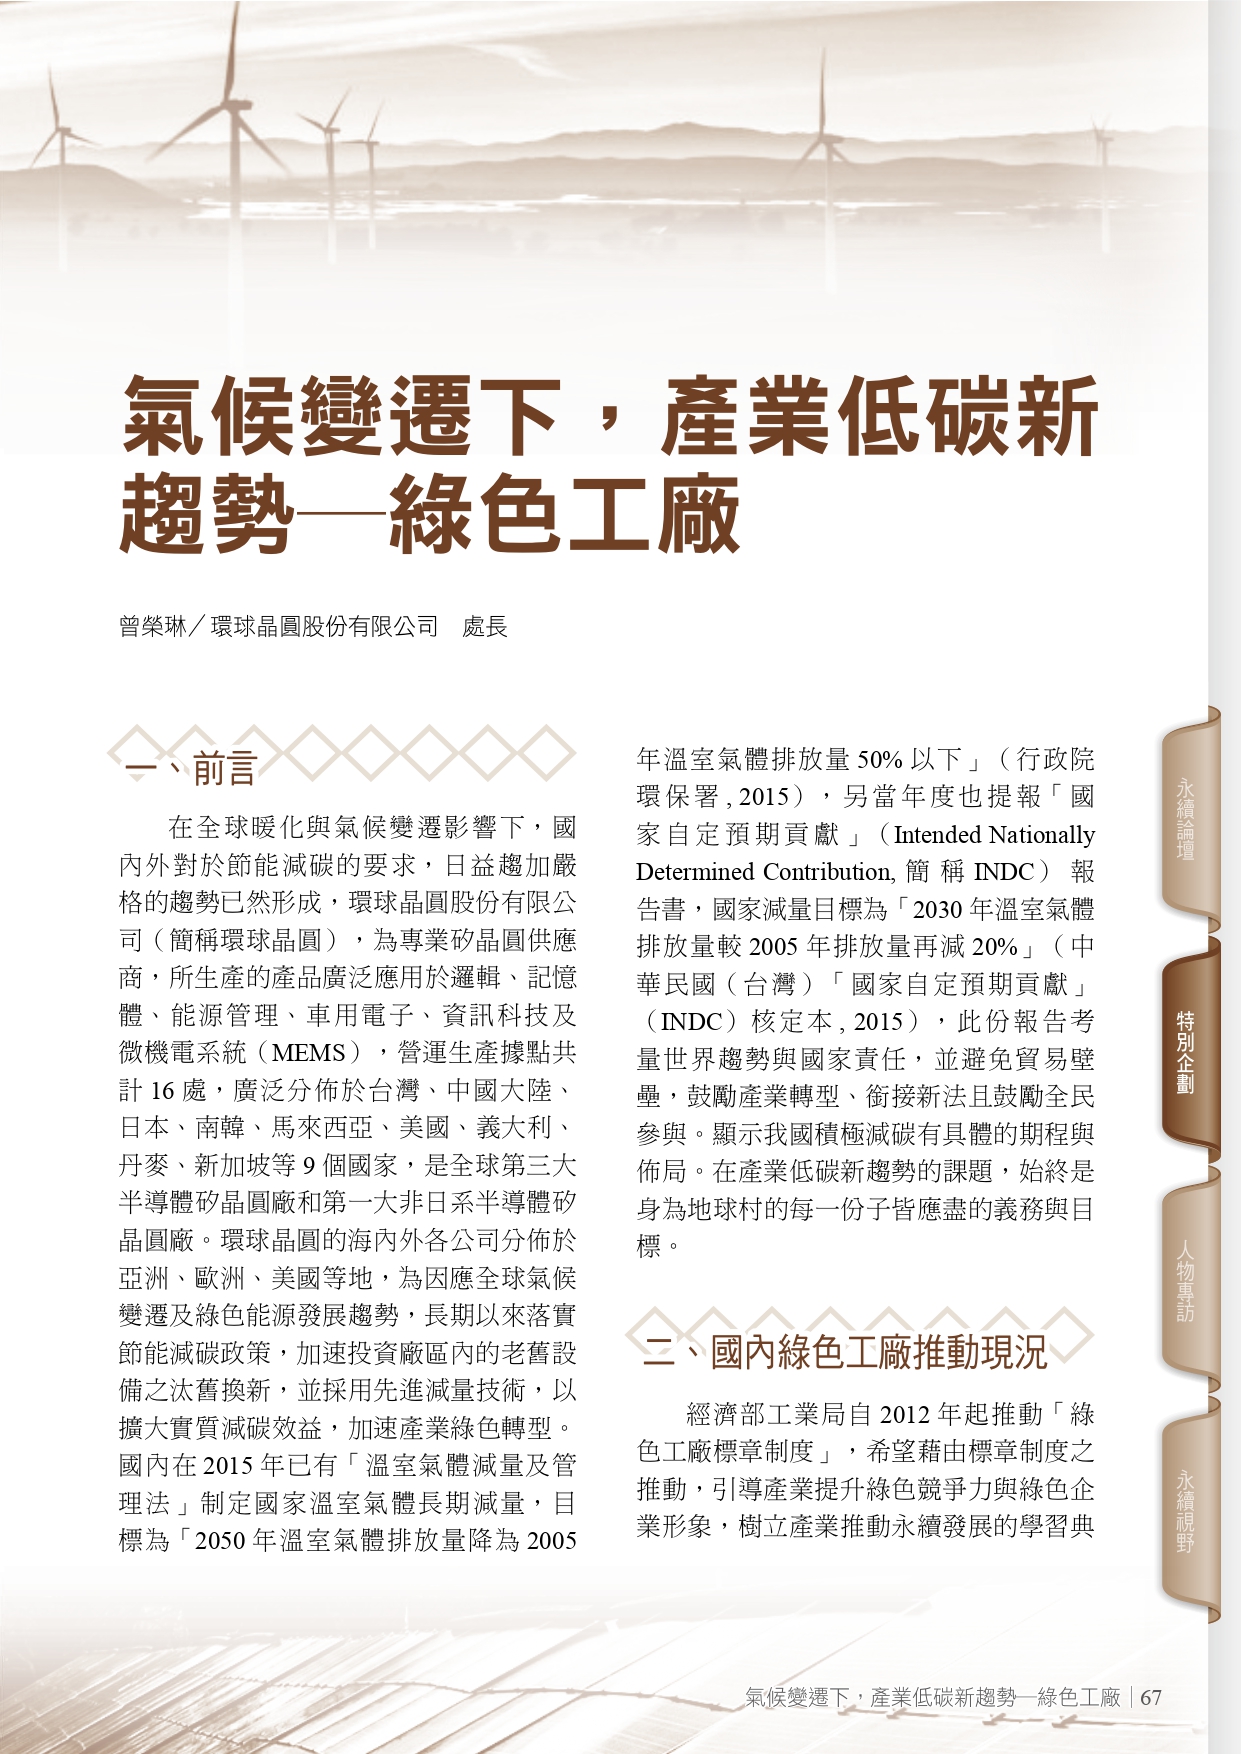 氣候變遷下，產業低碳新
趨勢─綠色工廠
曾榮琳／環球晶圓股份有限公司　處長
一、前言
在全球暖化與氣候變遷影響下，國
內外對於節能減碳的要求，日益趨加嚴
格的趨勢已然形成，環球晶圓股份有限公
司（簡稱環球晶圓），為專業矽晶圓供應
商，所生產的產品廣泛應用於邏輯、記憶
體、能源管理、車用電子、資訊科技及
微機電系統（MEMS），營運生產據點共
計 16 處，廣泛分佈於台灣、中國大陸、
日本、南韓、馬來西亞、美國、義大利、
丹麥、新加坡等 9 個國家，是全球第三大
半導體矽晶圓廠和第一大非日系半導體矽
晶圓廠。環球晶圓的海內外各公司分佈於
亞洲、歐洲、美國等地，為因應全球氣候
變遷及綠色能源發展趨勢，長期以來落實
節能減碳政策，加速投資廠區內的老舊設
備之汰舊換新，並採用先進減量技術，以
擴大實質減碳效益，加速產業綠色轉型。
國內在 2015 年已有「溫室氣體減量及管
理法」制定國家溫室氣體長期減量，目
標為「2050 年溫室氣體排放量降為 2005
年溫室氣體排放量 50% 以下」（行政院
環保署 , 2015），另當年度也提報「國
家自定預期貢獻」（Intended Nationally
Determined Contribution, 簡稱 INDC）報
告書，國家減量目標為「2030 年溫室氣體
排放量較 2005 年排放量再減 20%」（中
華民國（台灣）「國家自定預期貢獻」
（INDC）核定本 , 2015），此份報告考
量世界趨勢與國家責任，並避免貿易壁
壘，鼓勵產業轉型、銜接新法且鼓勵全民
參與。顯示我國積極減碳有具體的期程與
佈局。在產業低碳新趨勢的課題，始終是
身為地球村的每一份子皆應盡的義務與目
標。
二、國內綠色工廠推動現況
經濟部工業局自 2012 年起推動「綠
色工廠標章制度」，希望藉由標章制度之
推動，引導產業提升綠色競爭力與綠色企
業形象，樹立產業推動永續發展的學習典
永續論壇
特別企劃
人物專訪
永續視野
氣候變遷下，產業低碳新趨勢─綠色工廠｜67